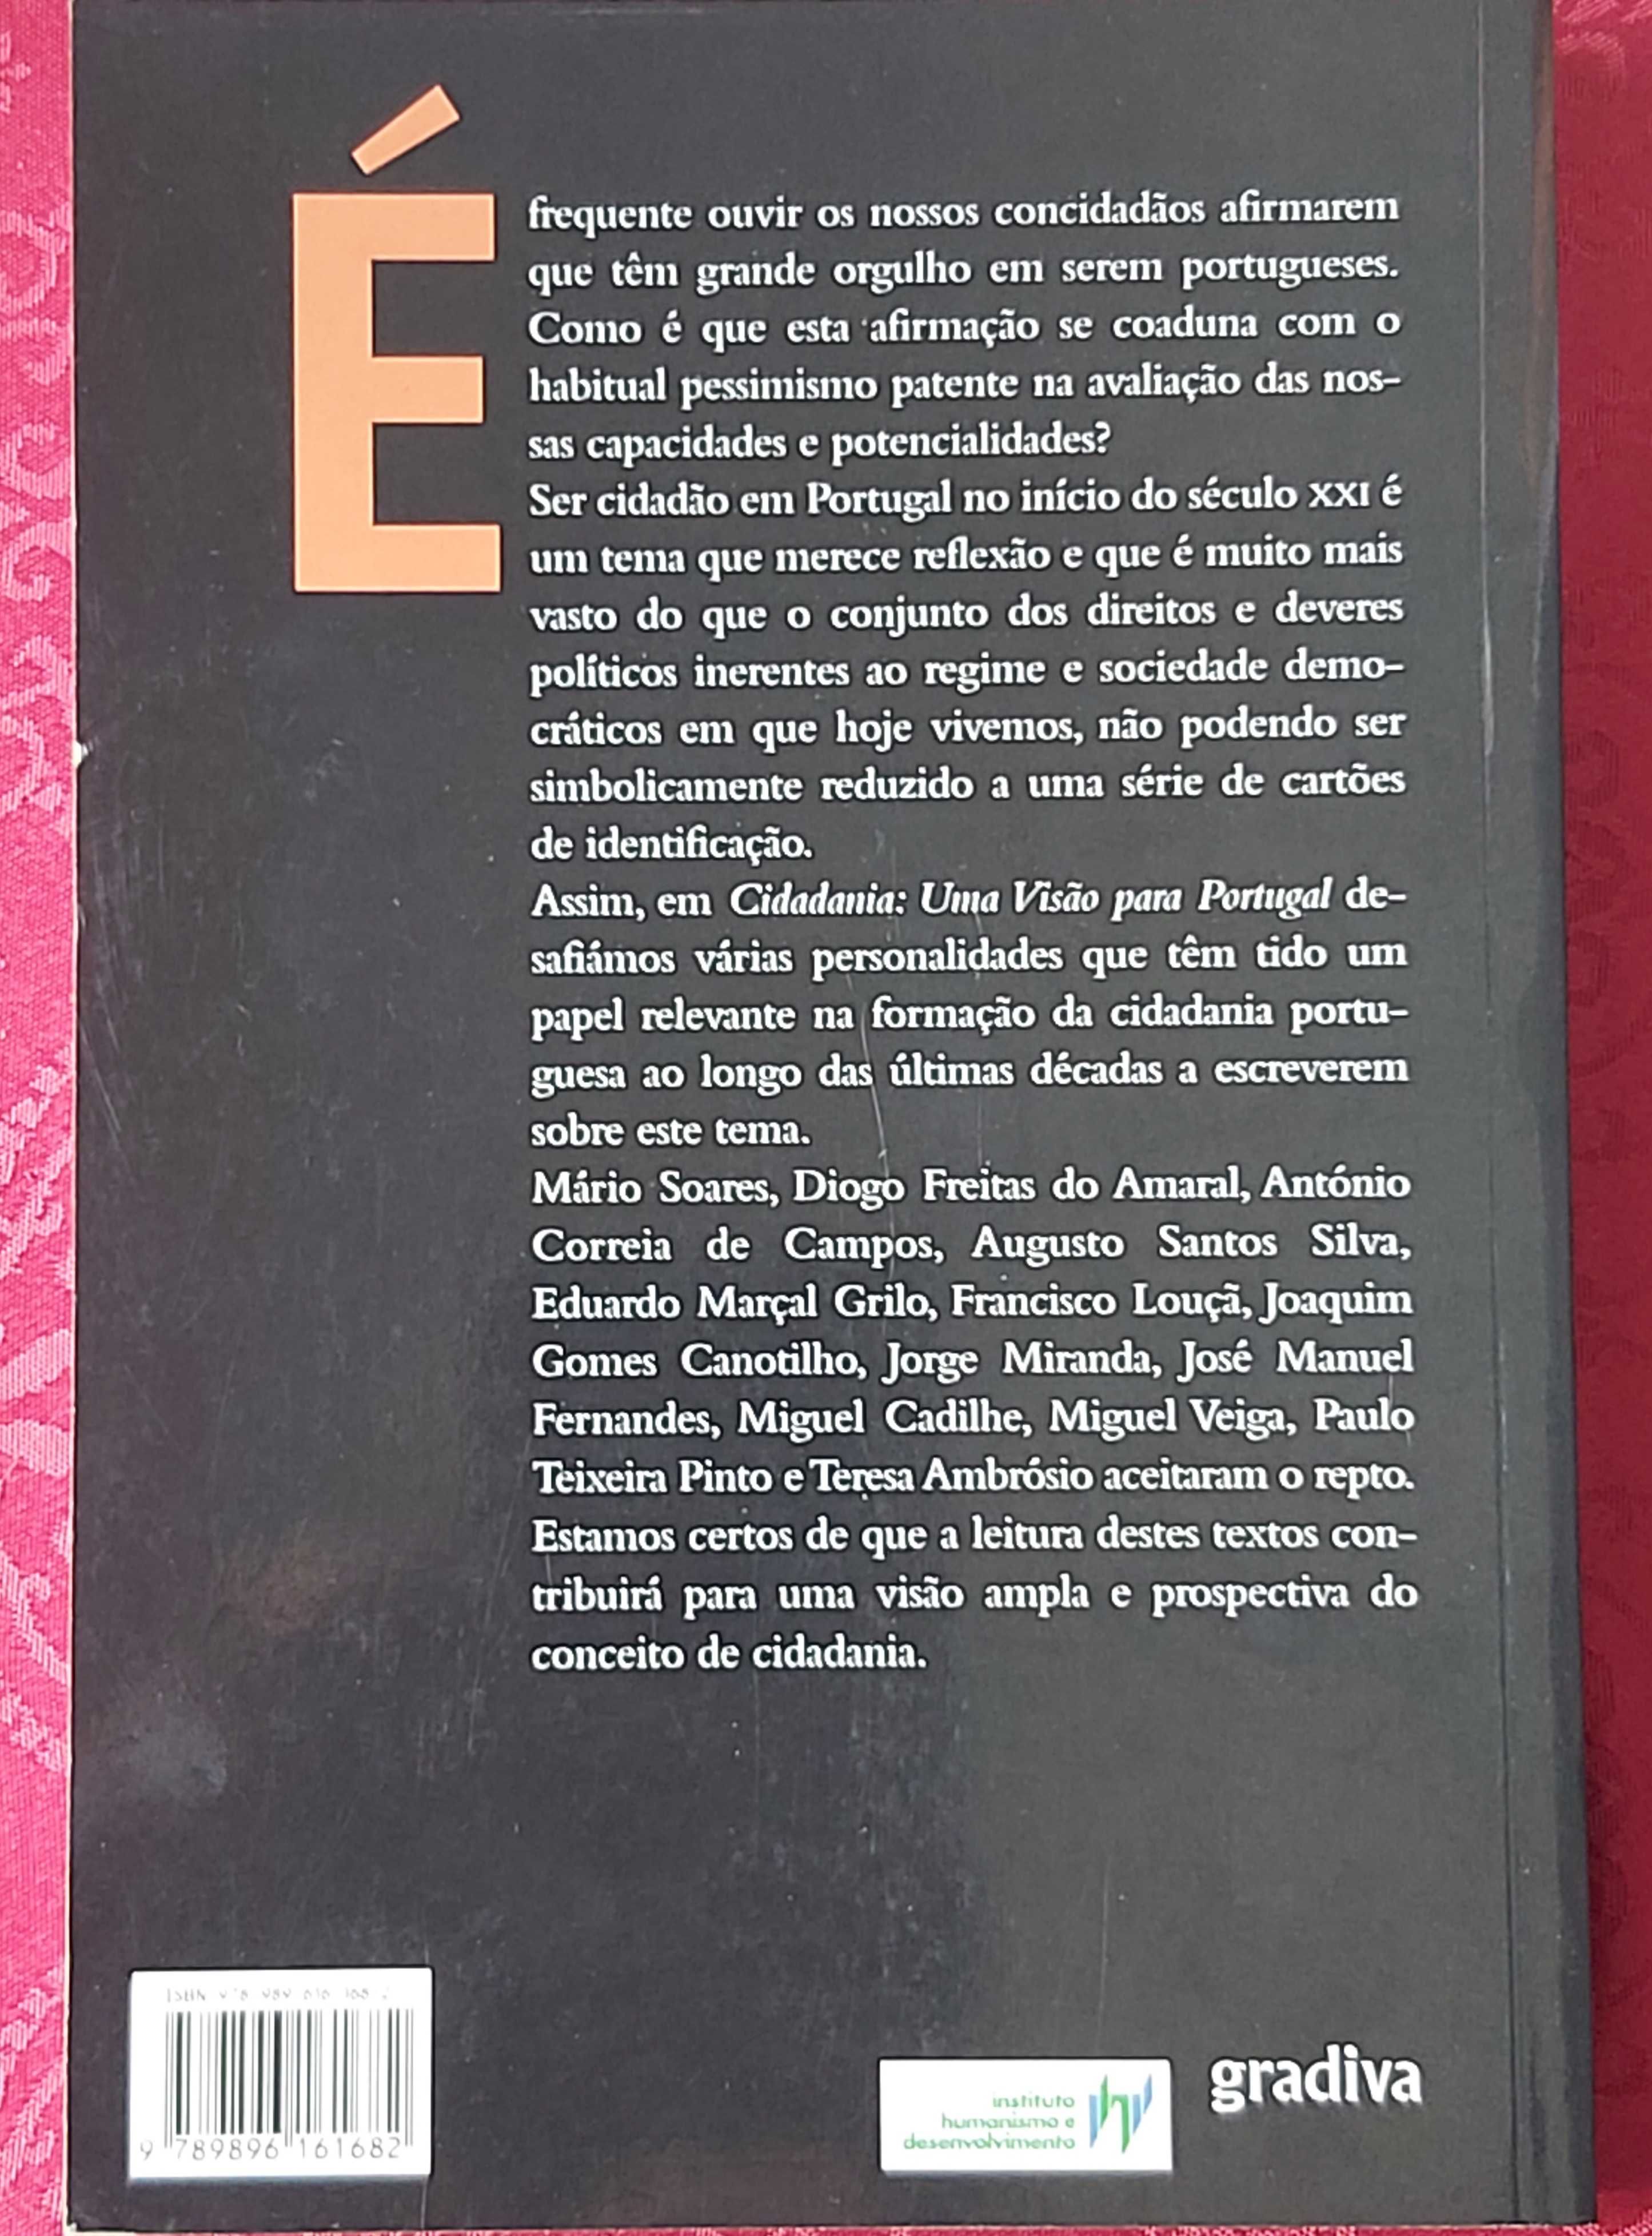 É
frequente ouvir os nossos concidadãos afirmarem
que têm grande orgulho em serem portugueses.
Como é que esta afirmação se coaduna com o
habitual pessimismo patente na avaliação das nos-
sas capacidades e potencialidades?
Ser cidadão em Portugal no início do século XXI é
um tema que merece reflexão e que é muito mais
vasto do que o conjunto dos direitos e deveres
políticos inerentes ao regime e sociedade demo-
cráticos em que hoje vivemos, não podendo ser
simbolicamente reduzido a uma série de cartões
de identificação.
Assim, em Cidadania: Uma Visão para Portugal de-
safiámos várias personalidades que têm tido um
papel relevante na formação da cidadania portu-
guesa ao longo das últimas décadas a escreverem
sobre este tema.
Mário Soares, Diogo Freitas do Amaral, António
Correia de Campos, Augusto Santos Silva,
Eduardo Marçal Grilo, Francisco Louçã, Joaquim
Gomes Canotilho, Jorge Miranda, José Manuel
Fernandes, Miguel Cadilhe, Miguel Veiga, Paulo
Teixeira Pinto e Teresa Ambrósio aceitaram o repto.
Estamos certos de que a leitura destes textos con-
tribuirá para uma visão ampla e prospectiva do
conceito de cidadania.
ISBN 978 989 616 168 2
9 789896 161682
instituto
humanismo e
desenvolvimento
gradiva